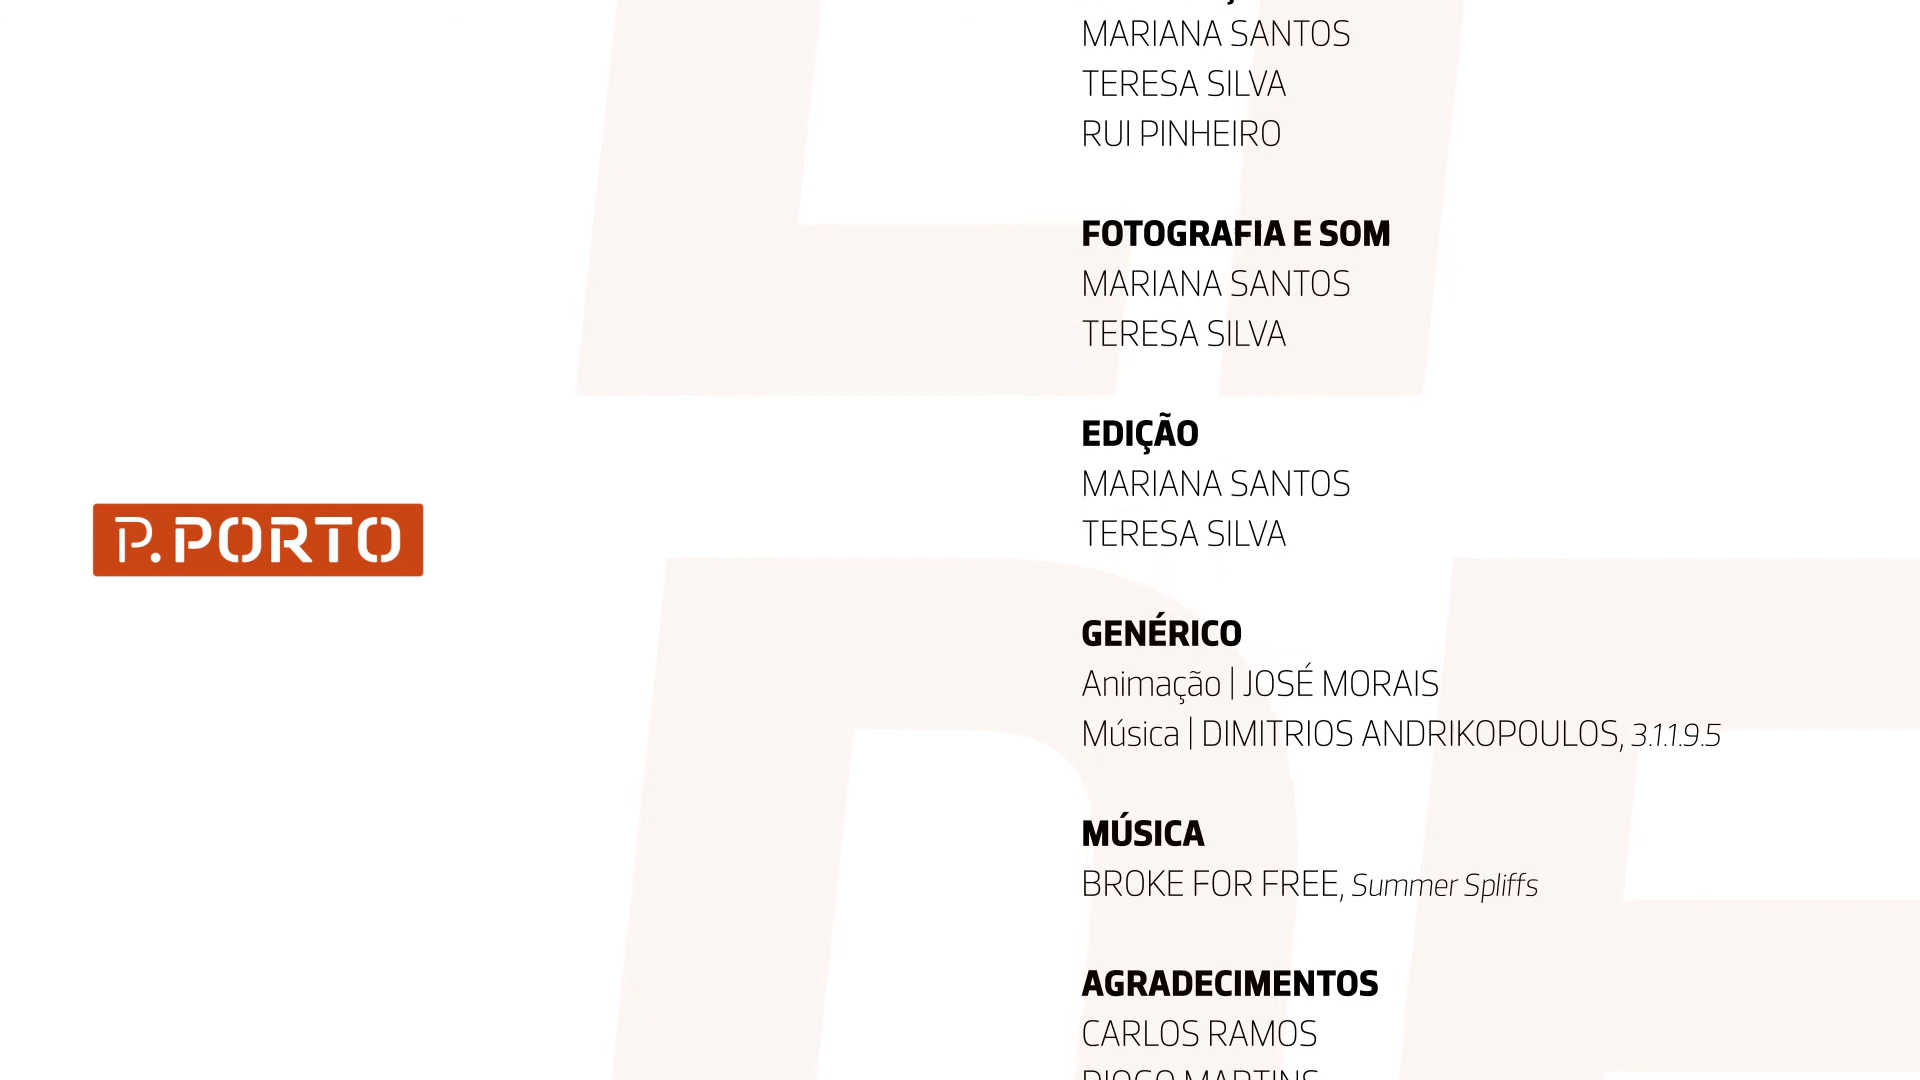 MARIANA SANTOS
TERESA SILVA
RUI PINHEIRO
FOTOGRAFIA E SOM
MARIANA SANTOS
TERESA SILVA
EDIÇÃO
MARIANA SANTOS
TERESA SILVA
P.PORTO
GENÉRICO
Animação | JOSÉ MORAIS
Música | DIMITRIOS ANDRIKOPOULOS, 3.1.1.9.5
MÚSICA
BROKE FOR FREE, Summer Spliffs
AGRADECIMENTOS
CARLOS RAMOS
DIOGO MARTINS